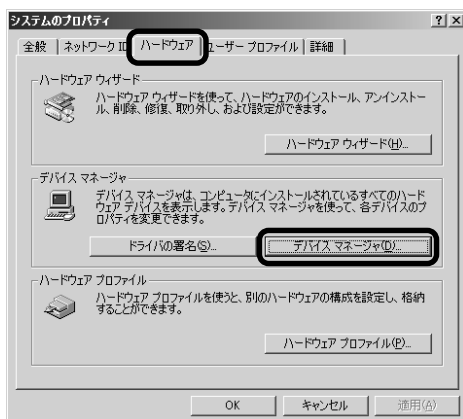 システムのプロパティ
全般 ネットワーク ID ハードウェア ユーザー プロファイル 詳細
ハードウェア ウィザード
ハードウェア ウィザードを使って、ハードウェアのインストール、アンインストー
ル、削除、修復、取り外し、および設定ができます。
ハードウェア ウィザード(H)...
デバイス マネージャ
デバイス マネージャは、コンピュータにインストールされているすべてのハード
ウェア デバイスを表示します。デバイス マネージャを使って、各デバイスのプ
ロパティを変更できます。
ドライバの署名(S)...
デバイス マネージャ(D)...
ハードウェア プロファイル
ハードウェア プロファイルを使うと、別のハードウェアの構成を設定し、格納
することができます。
ハードウェア プロファイル(P)...
OK キャンセル 適用(A)